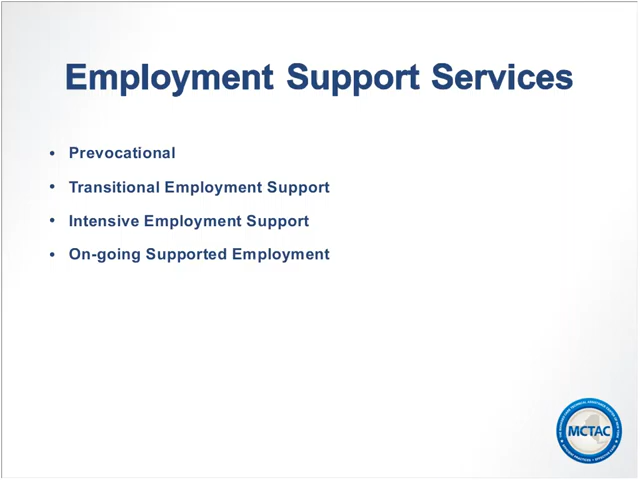 Employment Support Services
• Prevocational
• Transitional Employment Support
• Intensive Employment Support
• On-going Supported Employment
MCTAC